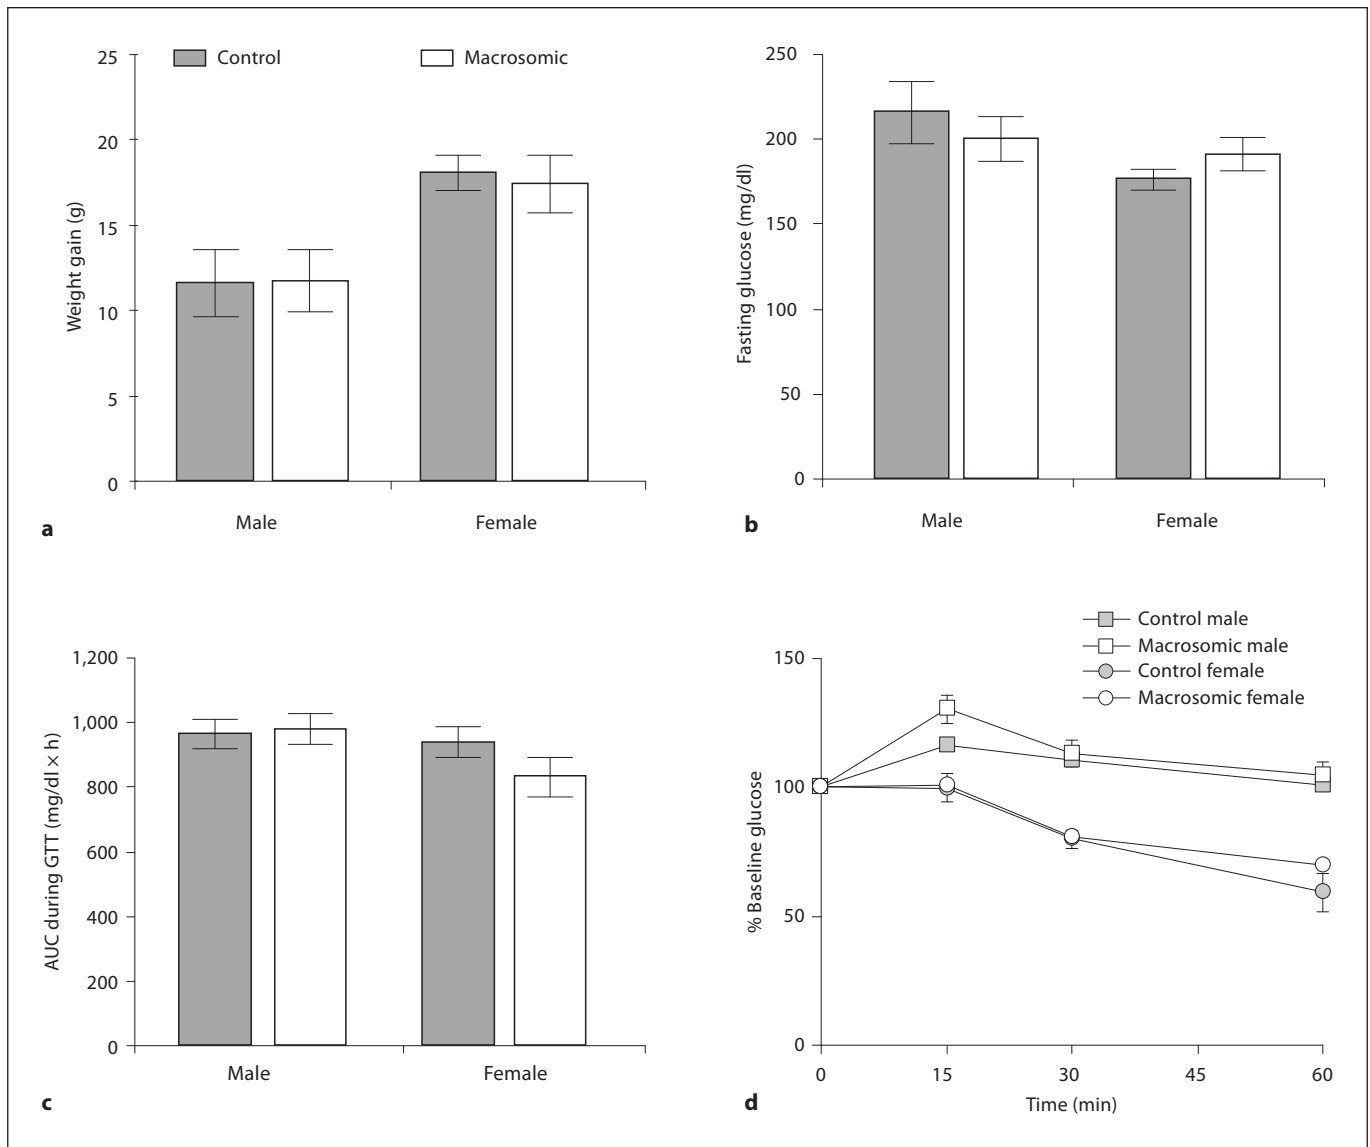 25
20
15
10
5
0
Weight gain (g)
Control
Macrosomic
Male
Female
a
250
200
150
100
50
0
Fasting glucose (mg/dl)
Male
Female
b
1,200
1,000
800
600
400
200
0
AUC during GTT (mg/dl × h)
Male
Female
c
Control male
Macrosomic male
Control female
Macrosomic female
150
100
50
0
% Baseline glucose
0 15 30 45 60
Time (min)
d